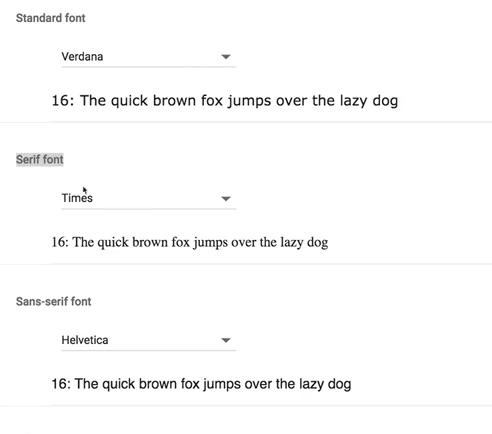 Standard font
Verdana
16: The quick brown fox jumps over the lazy dog
Serif font
Times
16: The quick brown fox jumps over the lazy dog
Sans-serif font
Helvetica
16: The quick brown fox jumps over the lazy dog